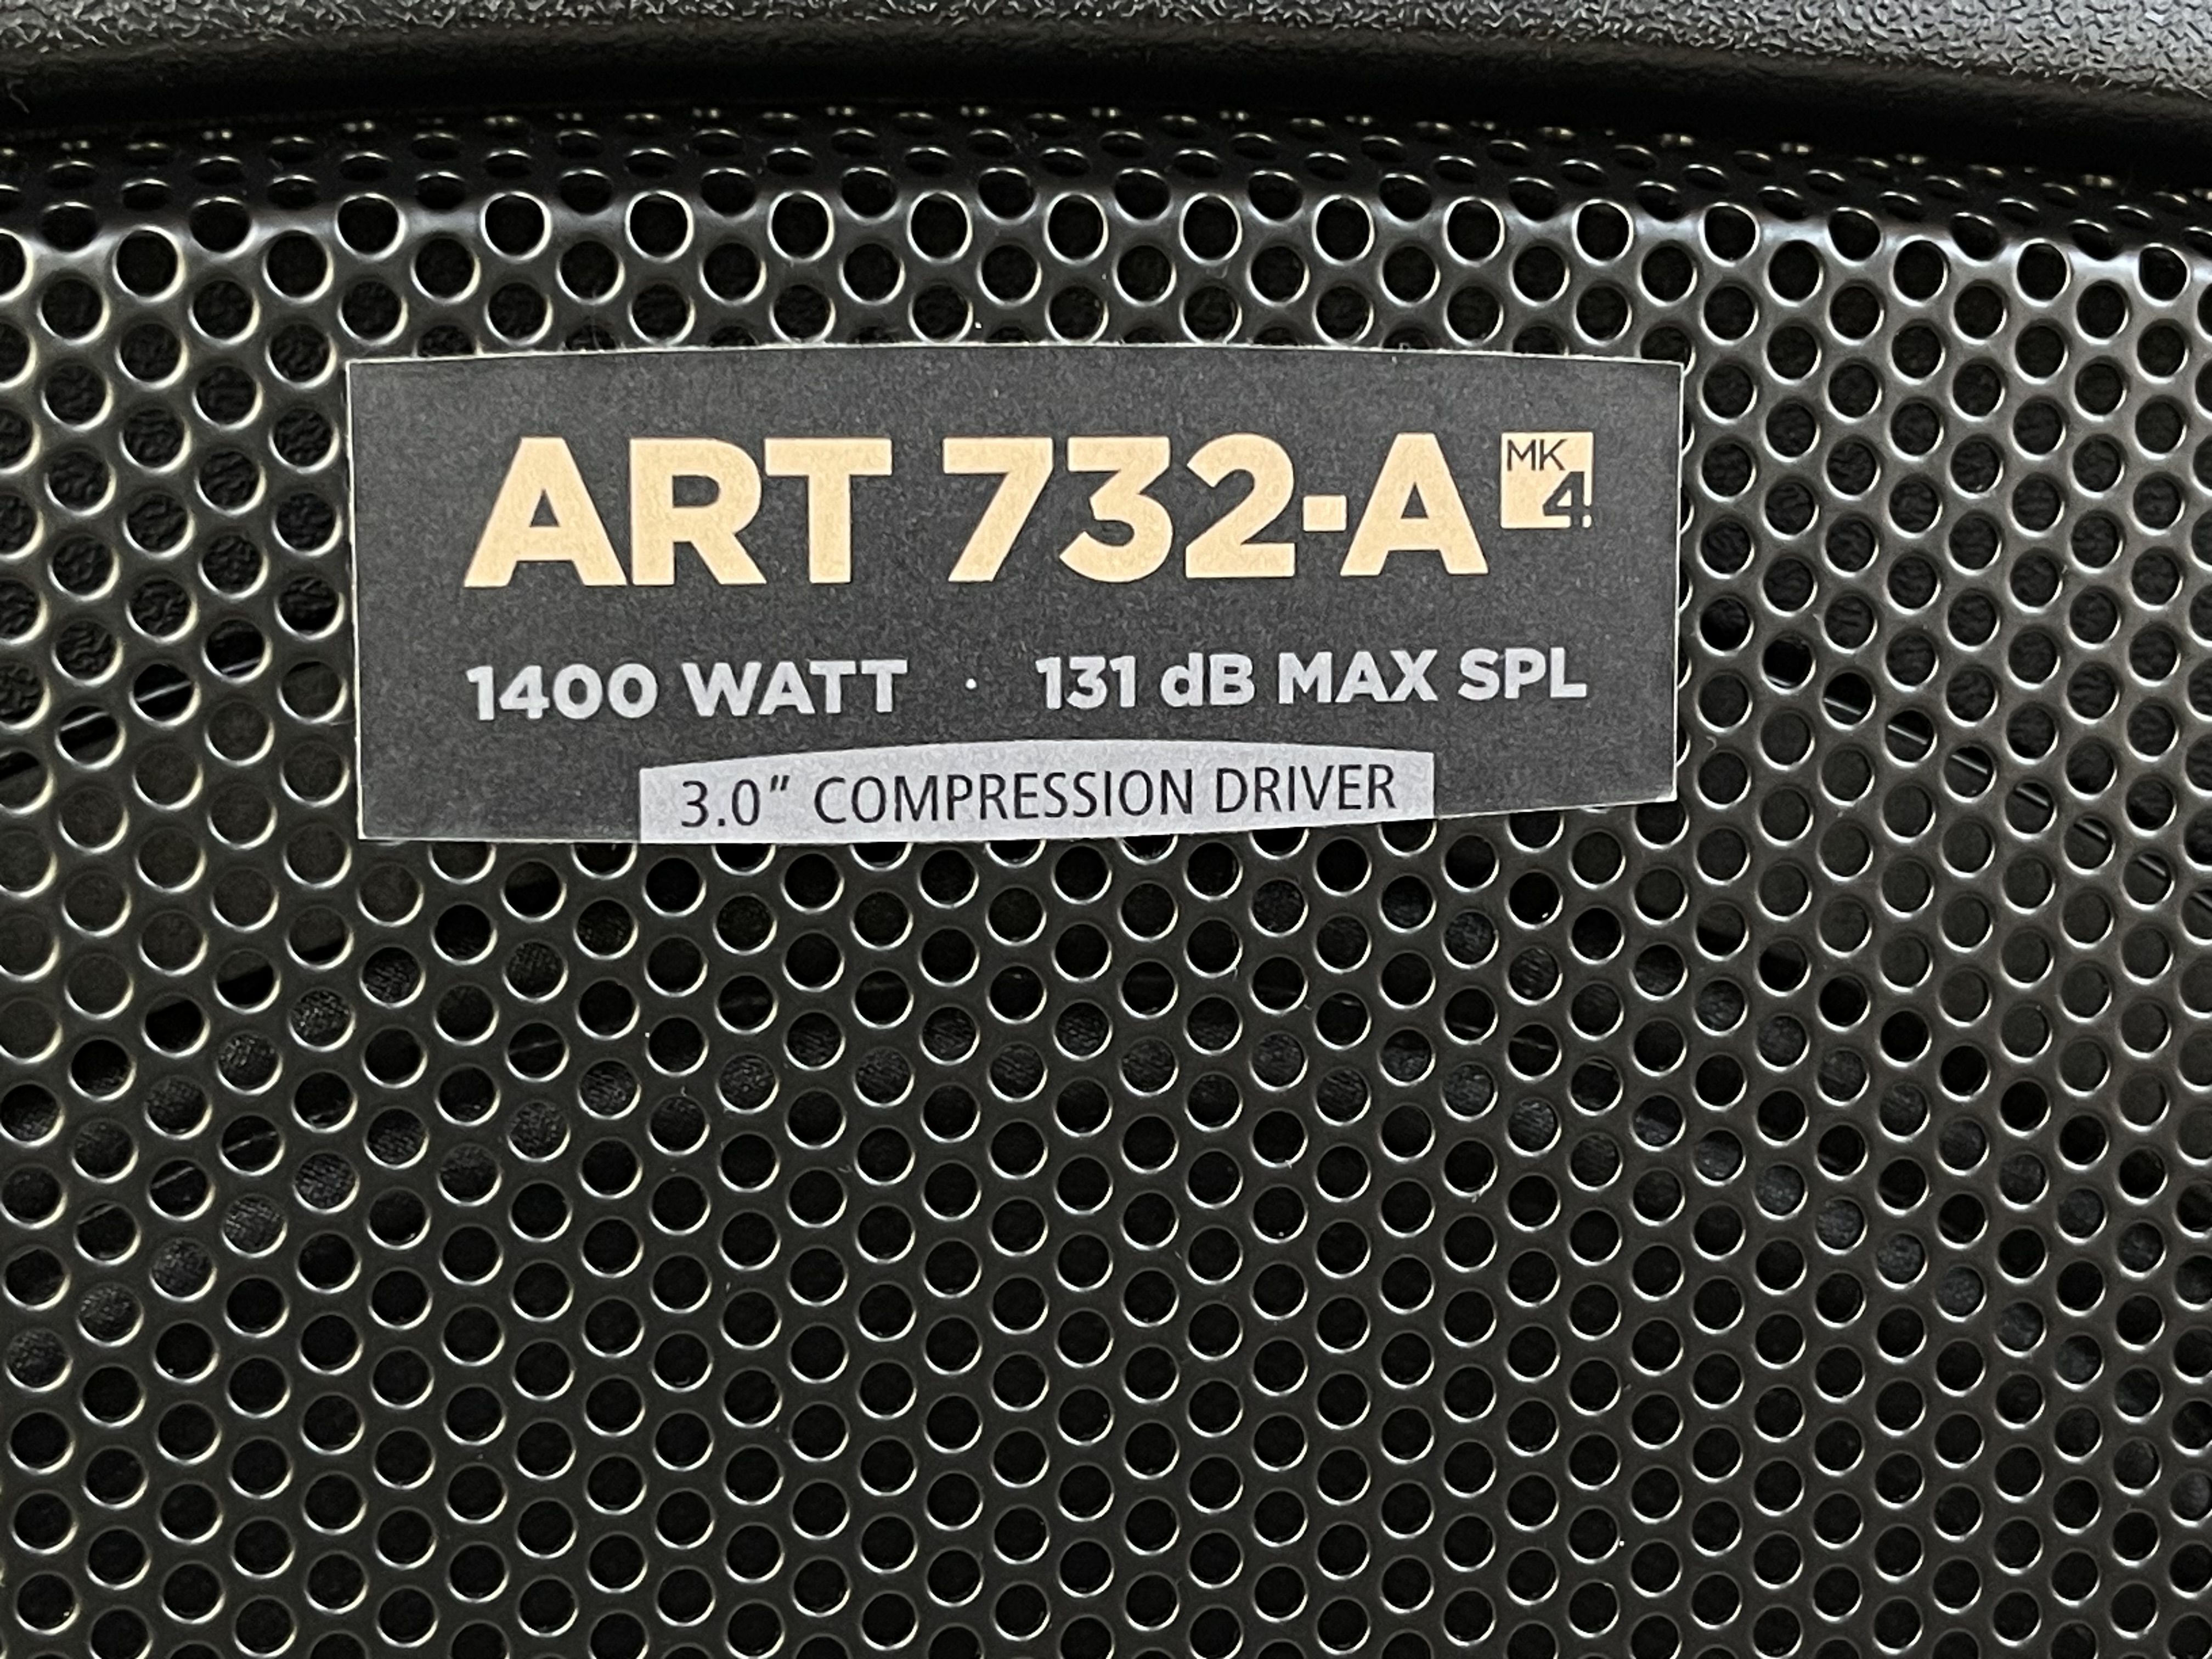 ART 732-A MK 4
1400 WATT · 131 dB MAX SPL
3.0" COMPRESSION DRIVER